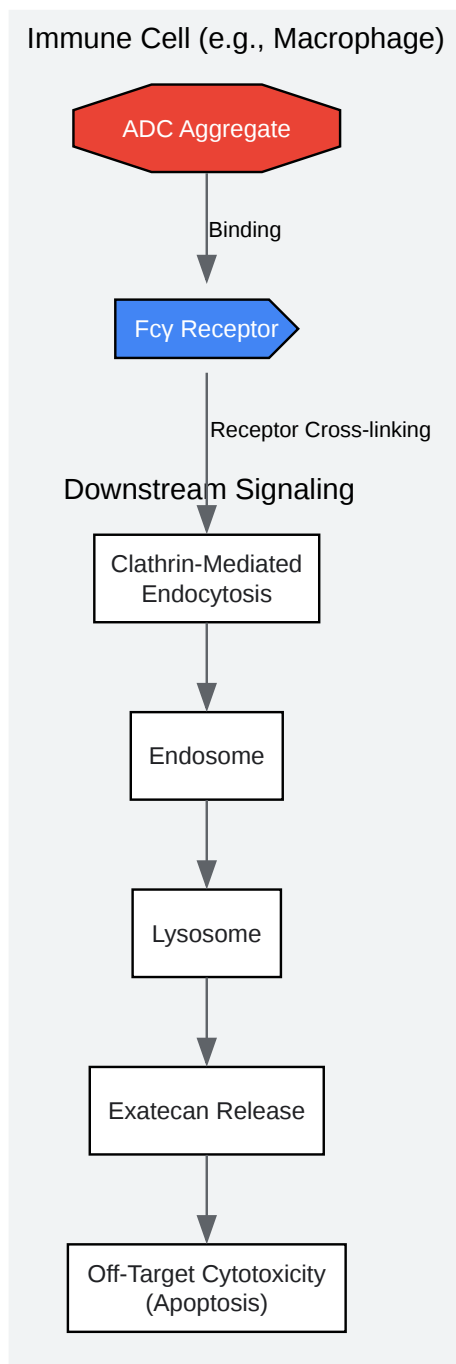 Immune Cell (e.g., Macrophage)
ADC Aggregate
Binding
Fcγ Receptor
Receptor Cross-linking
Downstream Signaling
Clathrin-Mediated
Endocytosis
Endosome
Lysosome
Exatecan Release
Off-Target Cytotoxicity
(Apoptosis)